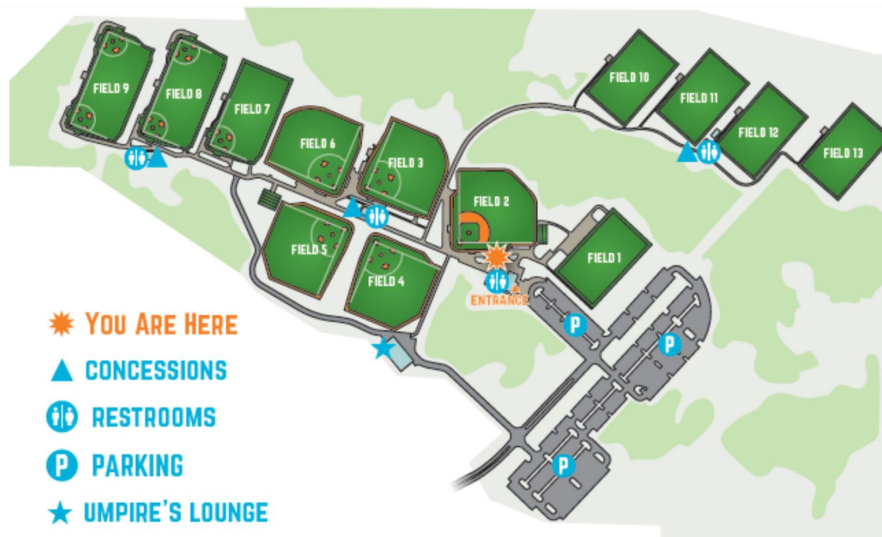 FIELD 9
FIELD 8
FIELD 7
FIELD 6
FIELD 3
FIELD 2
FIELD 10
FIELD 11
FIELD 12
FIELD 13
FIELD 5
FIELD 4
FIELD 1
ENTRANCE
P
P
P
YOU ARE HERE
CONCESSIONS
RESTROOMS
P PARKING
UMPIRE'S LOUNGE